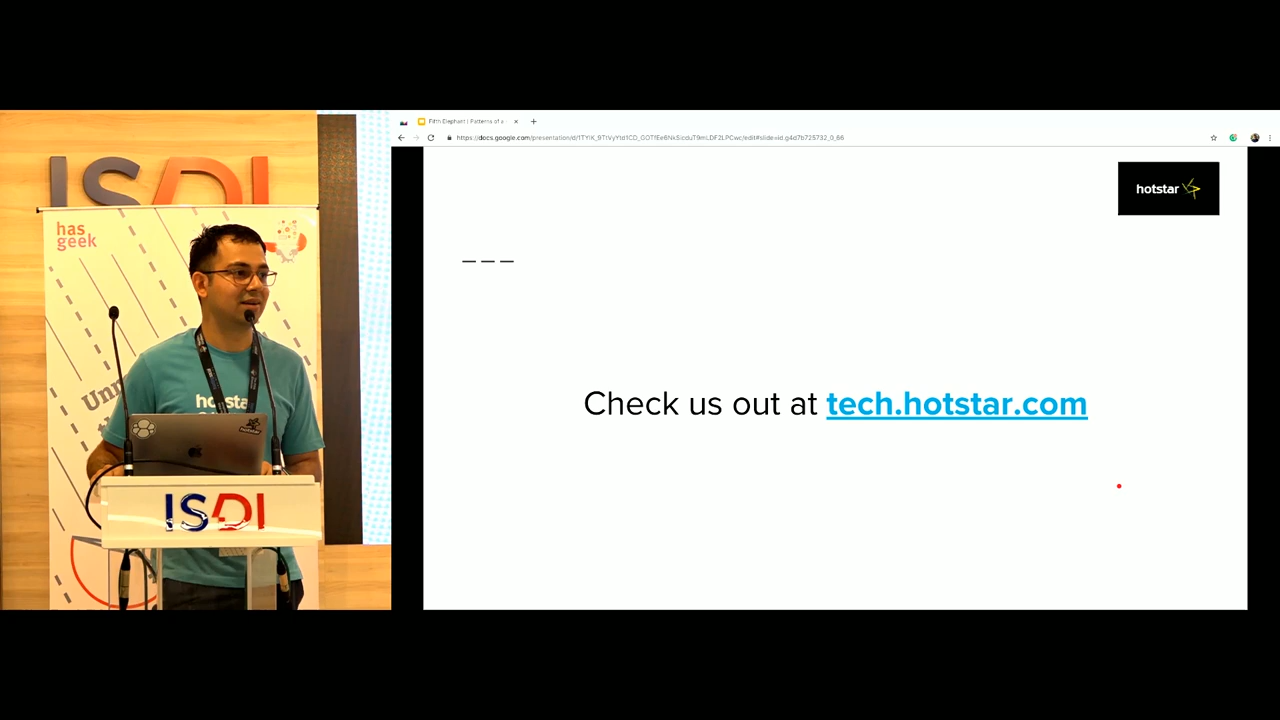 ISDI
has
geek
hotstar
ISDI
Fifth Elephant | Patterns of a
hotstar
Check us out at tech.hotstar.com